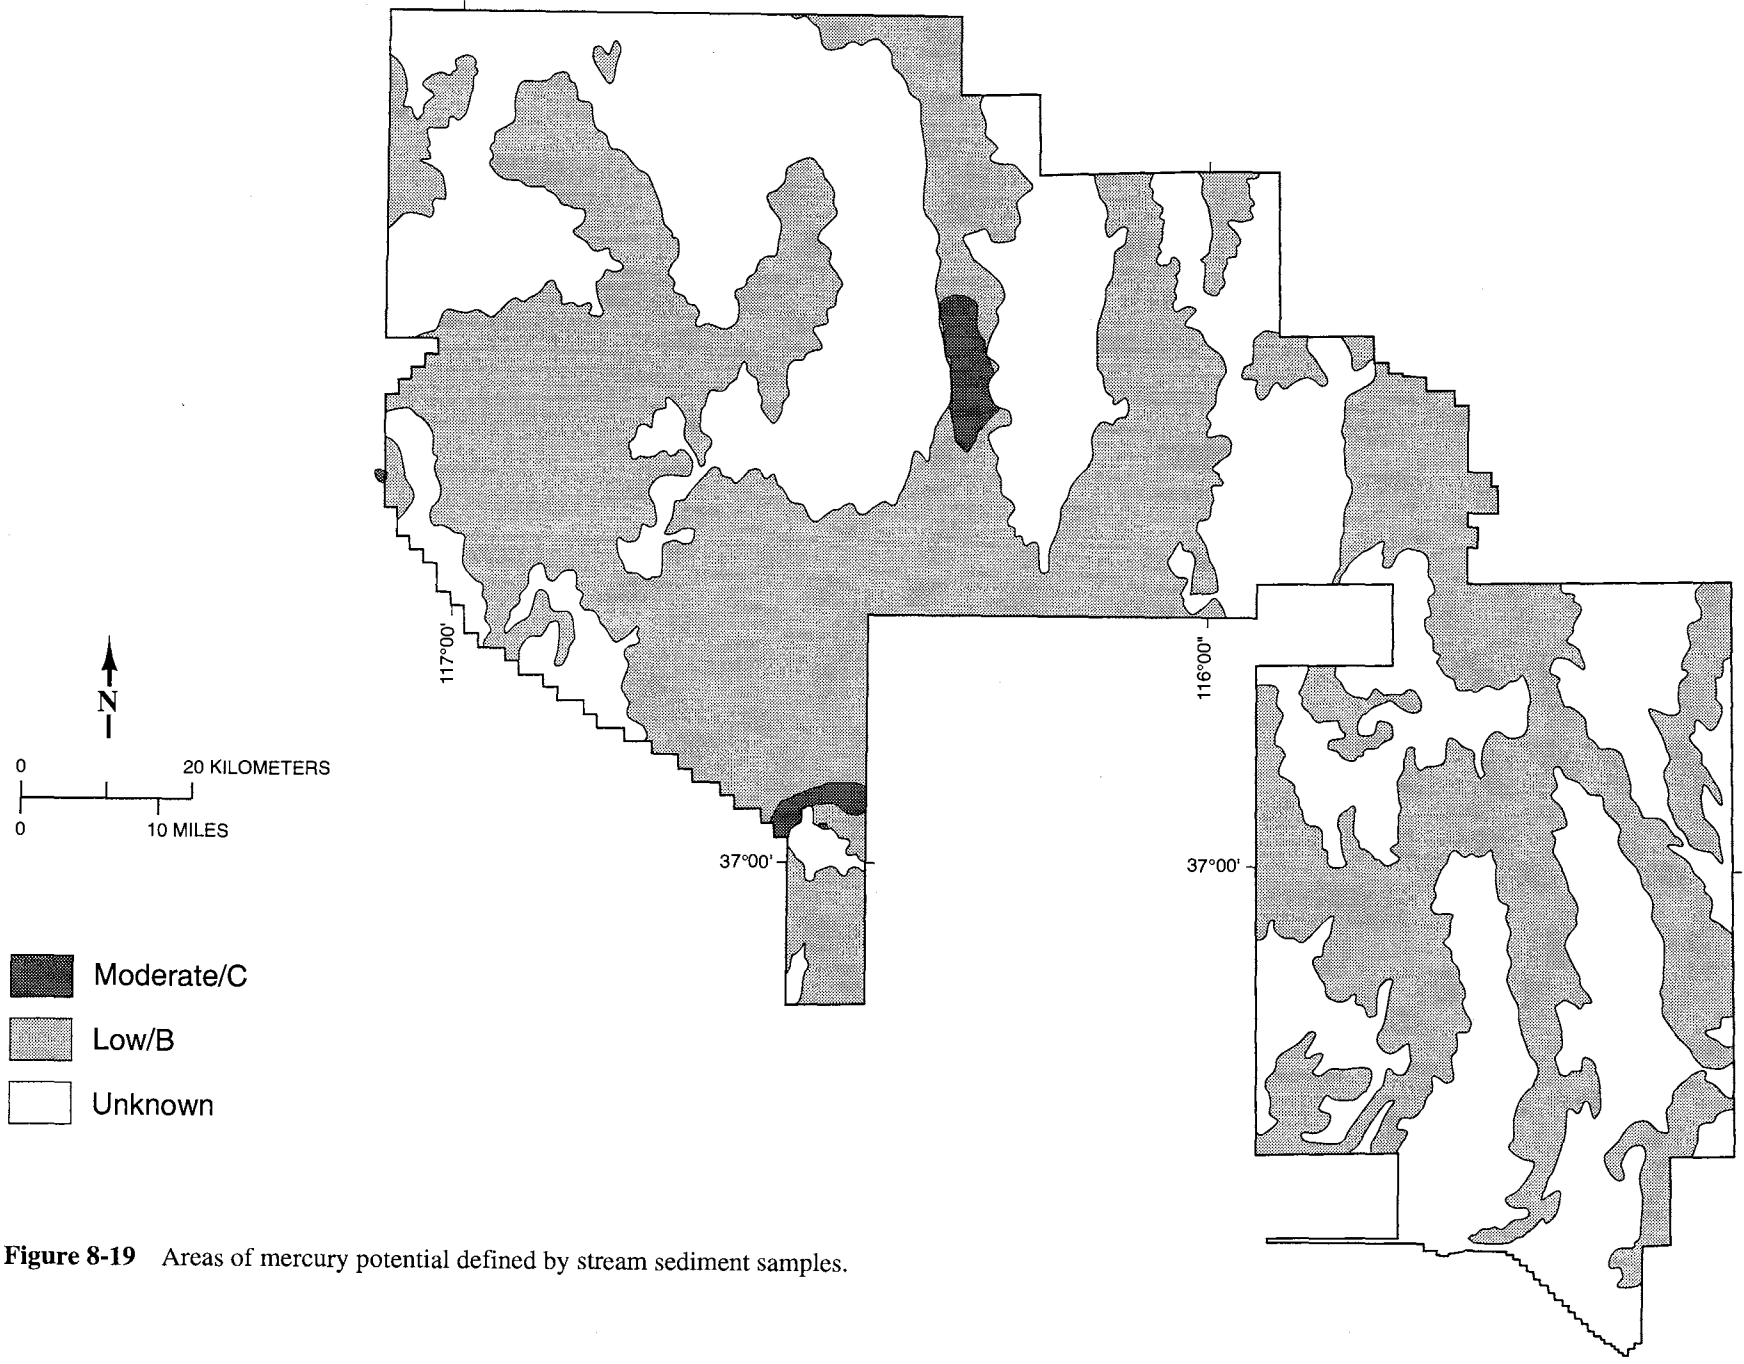 117°00'
116°00"
N
0 20 KILOMETERS
0 10 MILES
37°00'
37°00'
Moderate/C
Low/B
Unknown
Figure 8-19 Areas of mercury potential defined by stream sediment samples.